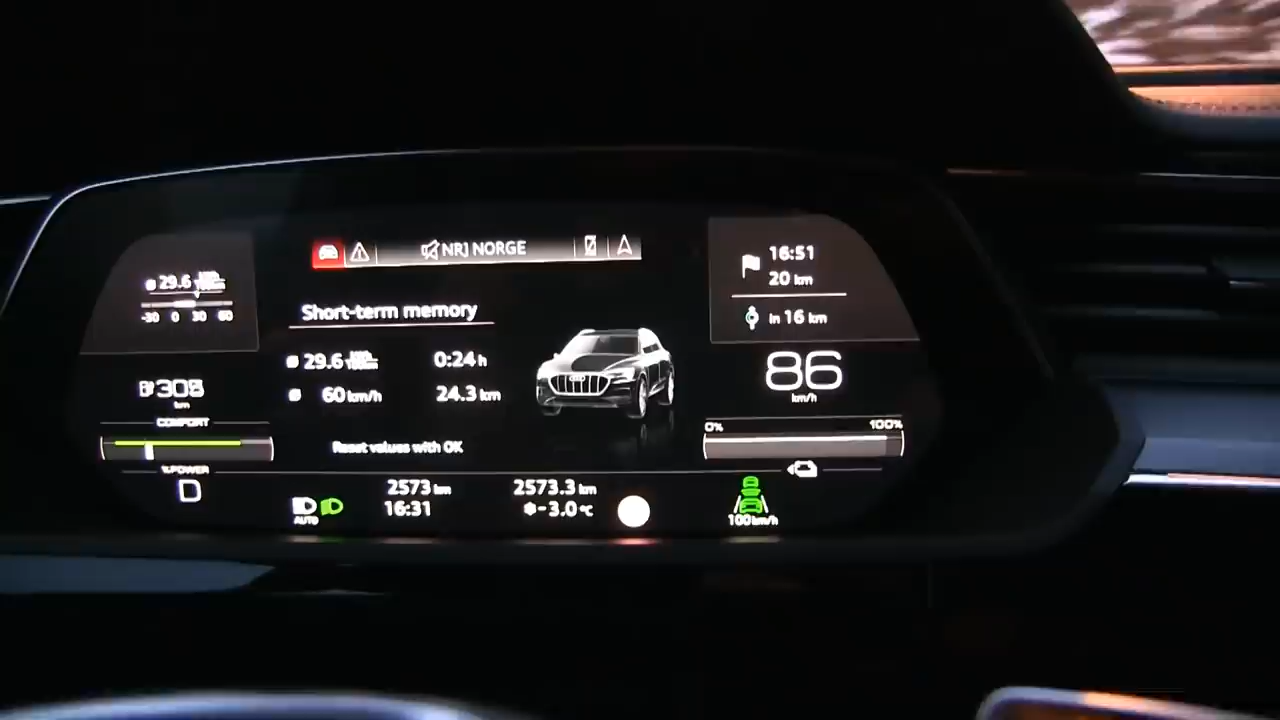 NRJ NORGE
29.6
-30 0 30 60
308
km
COMFORT
%POWER
D
Short-term memory
29.6 0:24 h
60 km/h 24.3 km
Reset values with OK
AUTO
2573 km 2573.3 km
16:31 -3.0 °C
16:51
20 km
In 16 km
86
km/h
0% 100%
100 km/h